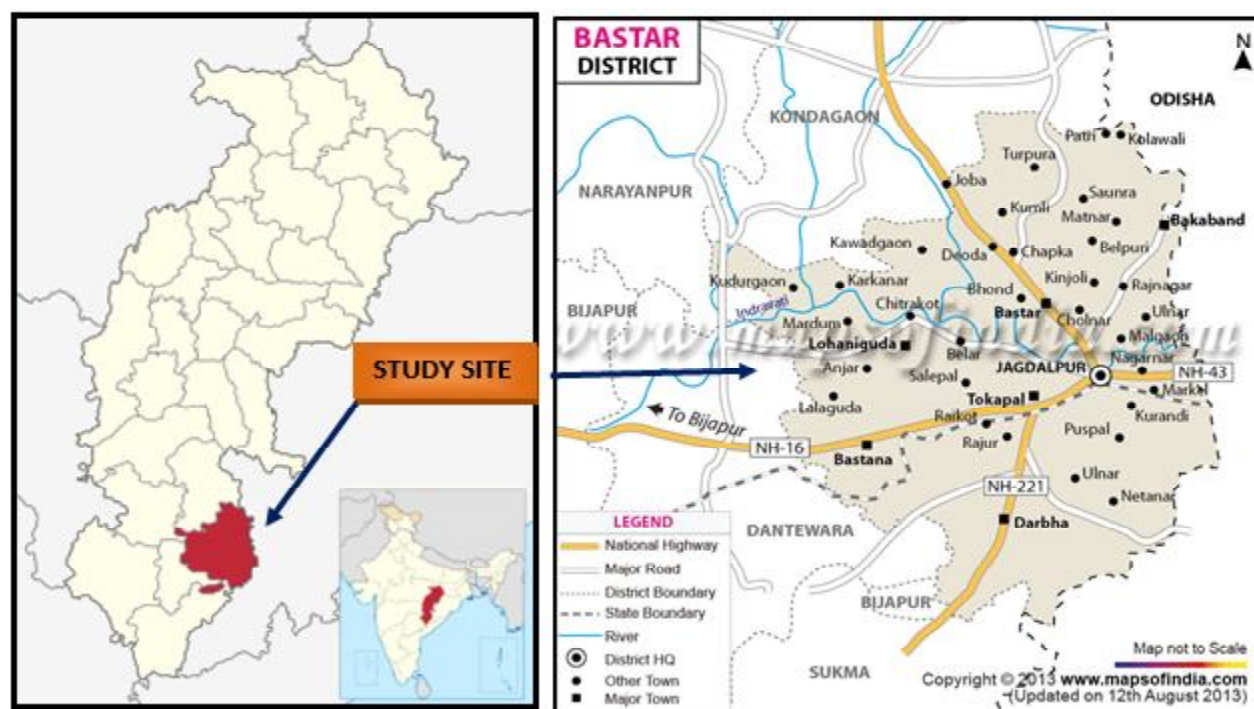 STUDY SITE
BASTAR
DISTRICT
N
ODISHA
KONDAGAON
Patri
Kolawali
Turpura
NARAYANPUR
Joba
Saunra
Kumli
Matnar
Bakaband
Kawadgaon
Deoda
Chapka
Belpuri
Kudurgaon
Karkanar
Kinjoli
Rajnagar
BIJAPUR
Indravati
Chitrakot
Bhond
Bastar
Cholnar
Ulnar
Mardum
www.mapsofindia.com
Lohaniguda
Belar
Malgaon
Anjar
Salepal
JAGDALPUR
Nagarnar
NH-43
Lalaguda
Tokapal
Markel
To Bijapur
Raikot
Kurandi
Rajur
Puspal
NH-16
Bastana
Ulnar
NH-221
Netanar
LEGEND
National Highway
Major Road
District Boundary
State Boundary
River
District HQ
Other Town
Major Town
DANTEWARA
Darbha
BIJAPUR
SUKMA
Map not to Scale
Copyright © 2013 www.mapsofindia.com
(Updated on 12th August 2013)